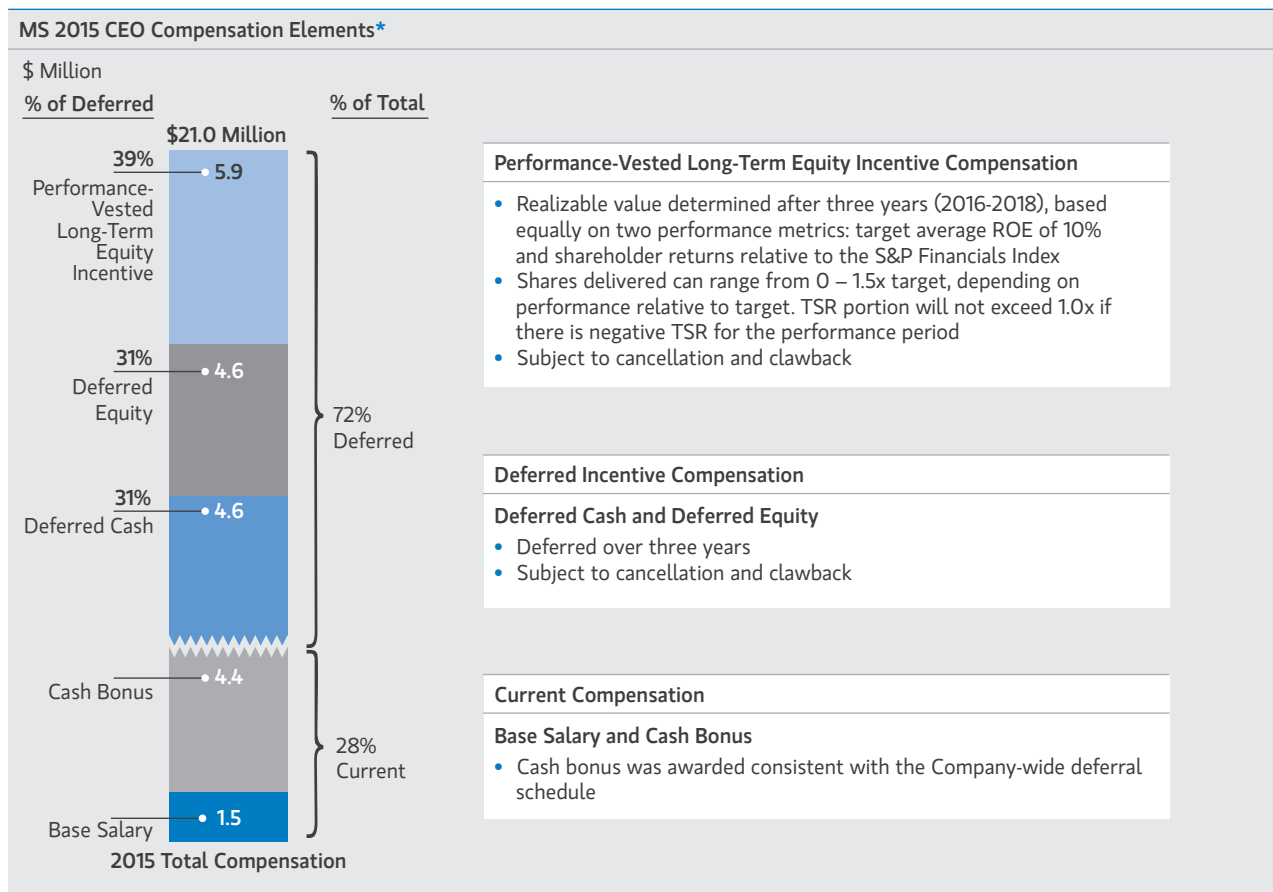 MS 2015 CEO Compensation Elements*
$ Million
% of Deferred
% of Total
$21.0 Million
39%
Performance-
Vested
Long-Term
Equity
Incentive
5.9
31%
Deferred
Equity
4.6
31%
Deferred Cash
4.6
72%
Deferred
Cash Bonus
4.4
28%
Current
Base Salary
1.5
2015 Total Compensation
Performance-Vested Long-Term Equity Incentive Compensation
• Realizable value determined after three years (2016-2018), based
equally on two performance metrics: target average ROE of 10%
and shareholder returns relative to the S&P Financials Index
• Shares delivered can range from 0 – 1.5x target, depending on
performance relative to target. TSR portion will not exceed 1.0x if
there is negative TSR for the performance period
• Subject to cancellation and clawback
Deferred Incentive Compensation
Deferred Cash and Deferred Equity
• Deferred over three years
• Subject to cancellation and clawback
Current Compensation
Base Salary and Cash Bonus
• Cash bonus was awarded consistent with the Company-wide deferral
schedule